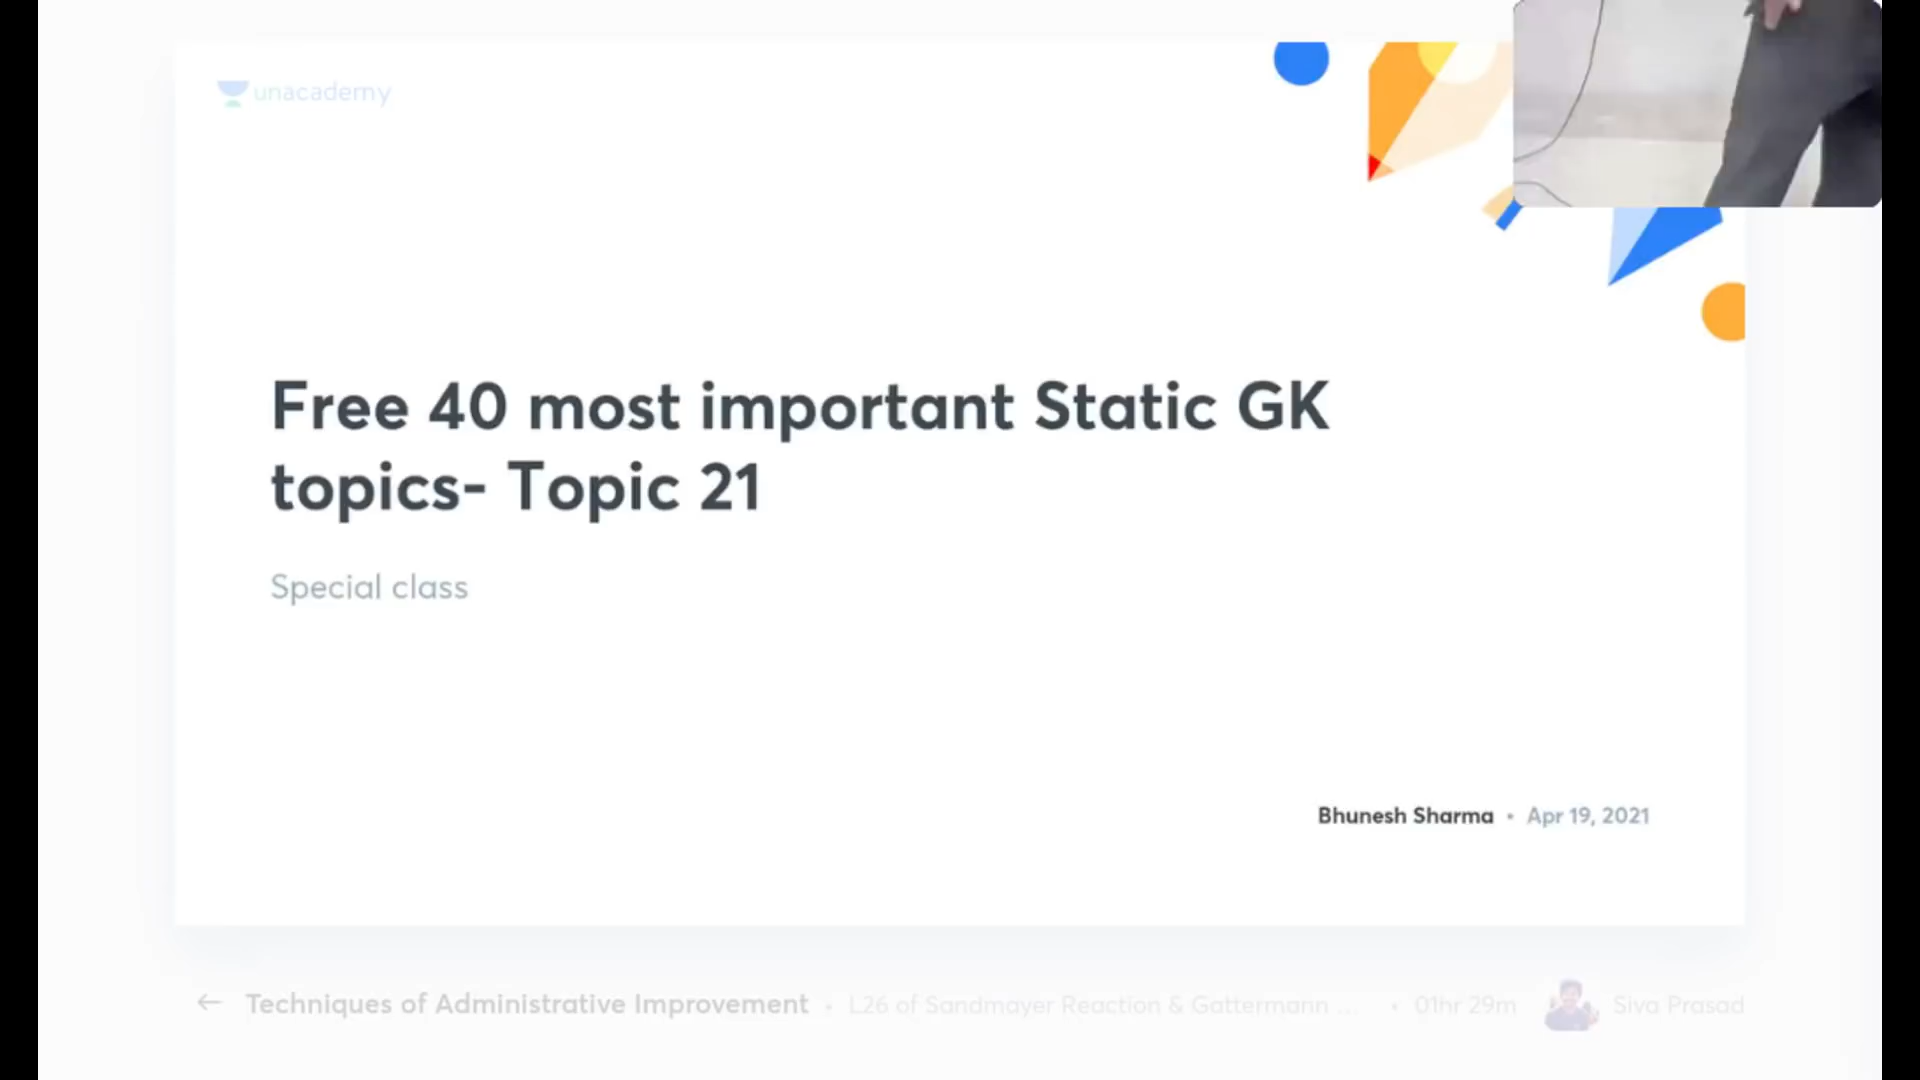 unacademy
Free 40 most important Static GK
topics- Topic 21
Special class
Bhunesh Sharma • Apr 19, 2021
← Techniques of Administrative Improvement • L26 of Sandmayer Reaction & Gattermann ... • 01hr 29m Siva Prasad